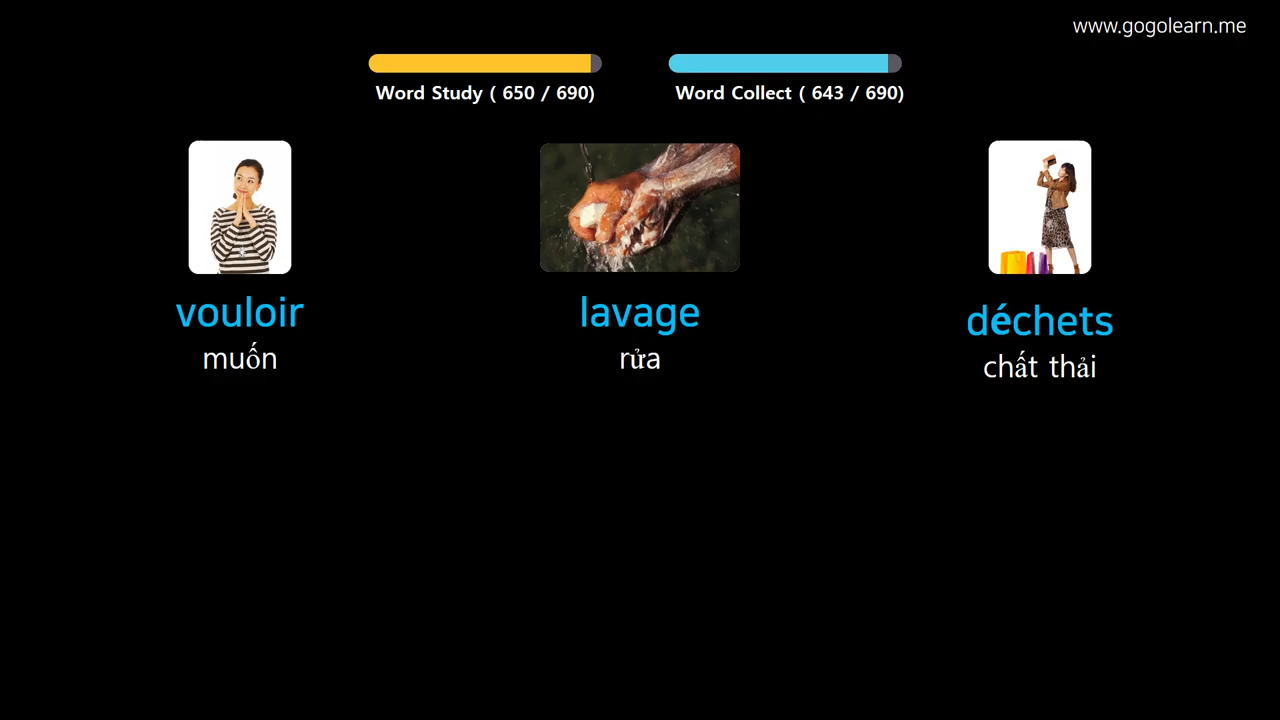 www.gogolearn.me
Word Study ( 650 / 690)
Word Collect ( 643 / 690)
vouloir
muốn
lavage
rửa
déchets
chất thải